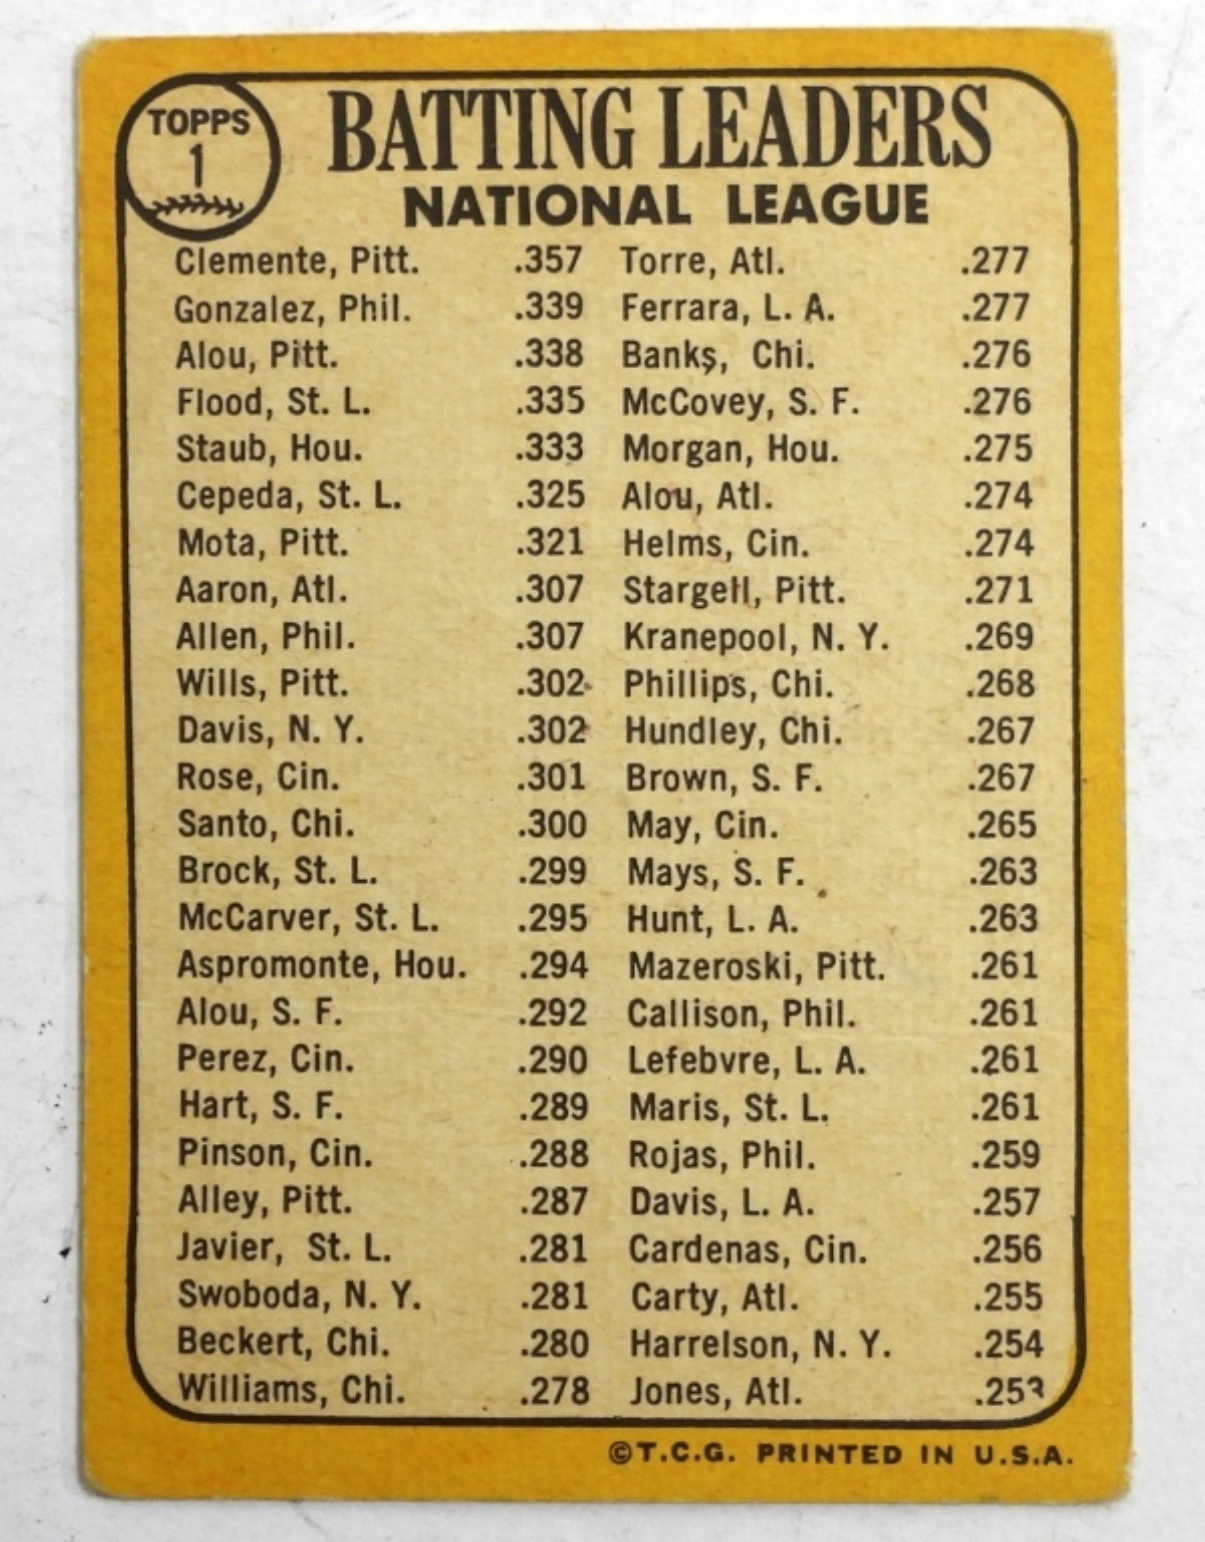 TOPPS
1
BATTING LEADERS
NATIONAL LEAGUE
Clemente, Pitt. .357 Torre, Atl. .277
Gonzalez, Phil. .339 Ferrara, L. A. .277
Alou, Pitt. .338 Banks, Chi. .276
Flood, St. L. .335 McCovey, S. F. .276
Staub, Hou. .333 Morgan, Hou. .275
Cepeda, St. L. .325 Alou, Atl. .274
Mota, Pitt. .321 Helms, Cin. .274
Aaron, Atl. .307 Stargell, Pitt. .271
Allen, Phil. .307 Kranepool, N. Y. .269
Wills, Pitt. .302 Phillips, Chi. .268
Davis, N. Y. .302 Hundley, Chi. .267
Rose, Cin. .301 Brown, S. F. .267
Santo, Chi. .300 May, Cin. .265
Brock, St. L. .299 Mays, S. F. .263
McCarver, St. L. .295 Hunt, L. A. .263
Aspromonte, Hou. .294 Mazeroski, Pitt. .261
Alou, S. F. .292 Callison, Phil. .261
Perez, Cin. .290 Lefebvre, L. A. .261
Hart, S. F. .289 Maris, St. L. .261
Pinson, Cin. .288 Rojas, Phil. .259
Alley, Pitt. .287 Davis, L. A. .257
Javier, St. L. .281 Cardenas, Cin. .256
Swoboda, N. Y. .281 Carty, Atl. .255
Beckert, Chi. .280 Harrelson, N. Y. .254
Williams, Chi. .278 Jones, Atl. .253
©T.C.G. PRINTED IN U.S.A.